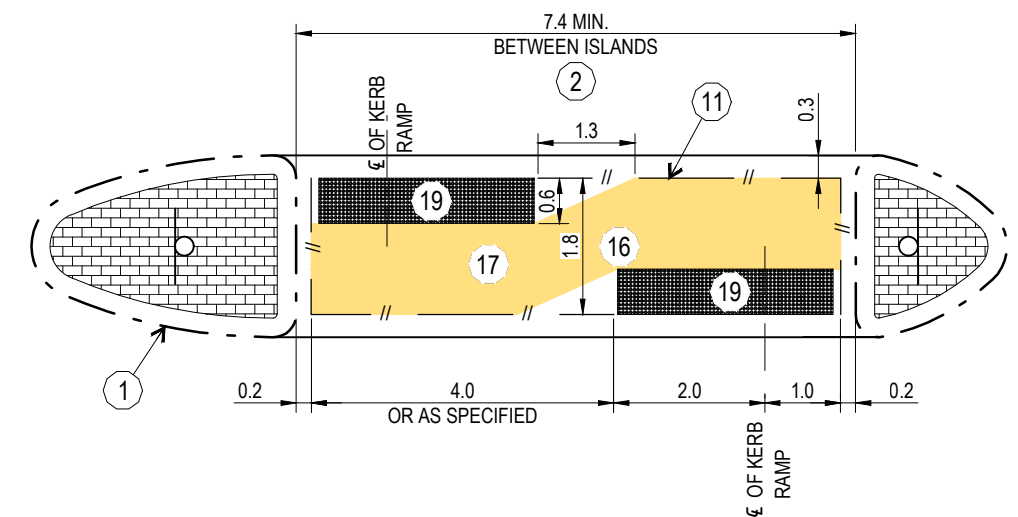 7.4 MIN.
BETWEEN ISLANDS
2
℄ OF KERB
RAMP
11
1.3
0.3
19
0.6
1.8
16
17
19
1
0.2
4.0
OR AS SPECIFIED
2.0
1.0
0.2
℄ OF KERB
RAMP